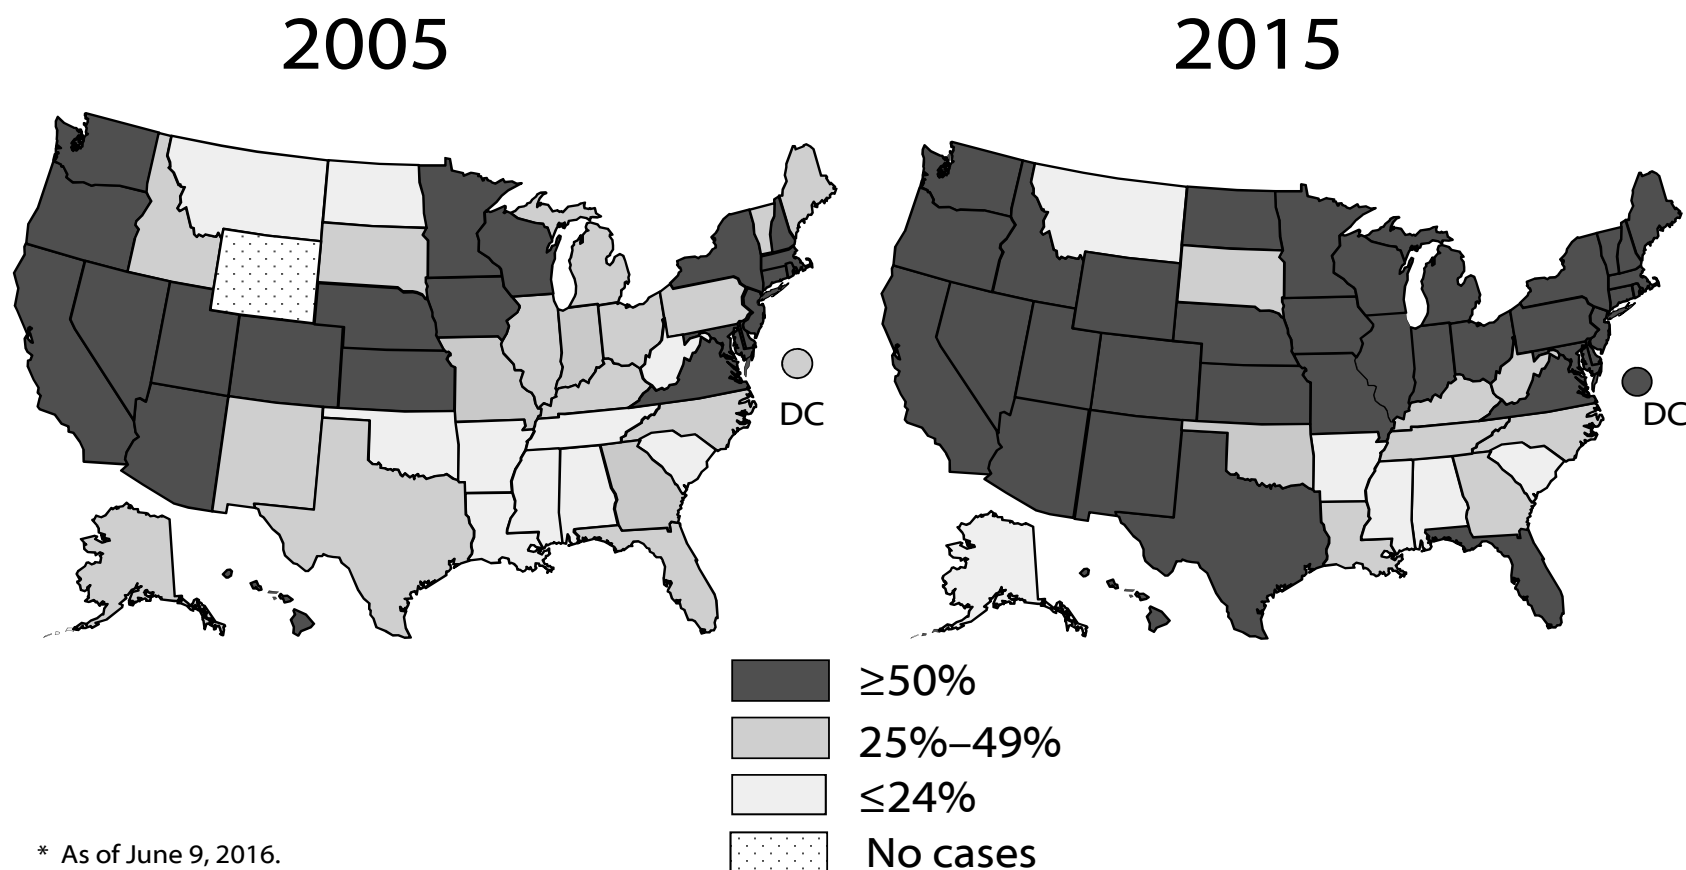 2005
2015
DC
DC
≥50%
25%–49%
≤24%
No cases
* As of June 9, 2016.